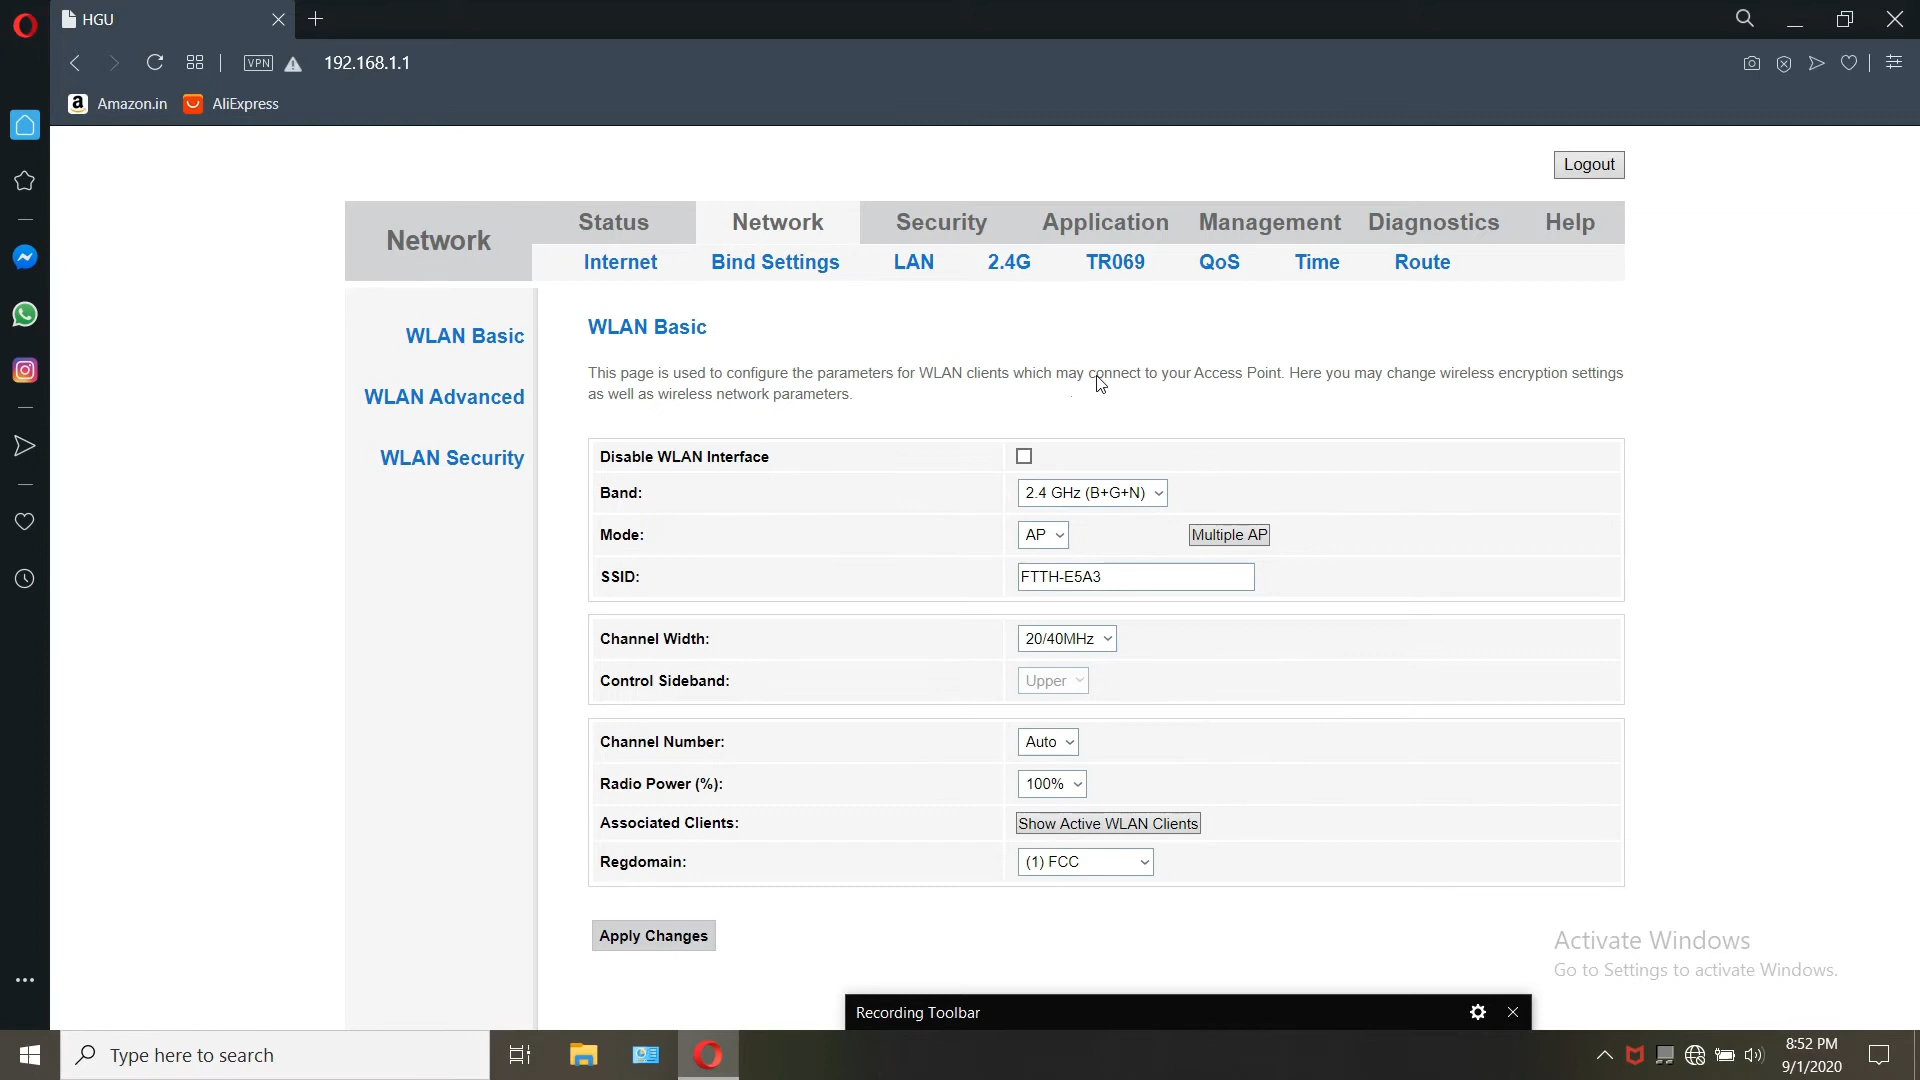 HGU
VPN
192.168.1.1
a Amazon.in AliExpress
Logout
Network
Status Network Security Application Management Diagnostics Help
Internet Bind Settings LAN 2.4G TR069 QoS Time Route
WLAN Basic
WLAN Advanced
WLAN Security
WLAN Basic
This page is used to configure the parameters for WLAN clients which may connect to your Access Point. Here you may change wireless encryption settings
as well as wireless network parameters.
Disable WLAN Interface
Band: 2.4 GHz (B+G+N)
Mode: AP Multiple AP
SSID: FTTH-E5A3
Channel Width: 20/40MHz
Control Sideband: Upper
Channel Number: Auto
Radio Power (%): 100%
Associated Clients: Show Active WLAN Clients
Regdomain: (1) FCC
Apply Changes
Activate Windows
Go to Settings to activate Windows.
Recording Toolbar
Type here to search
8:52 PM
9/1/2020